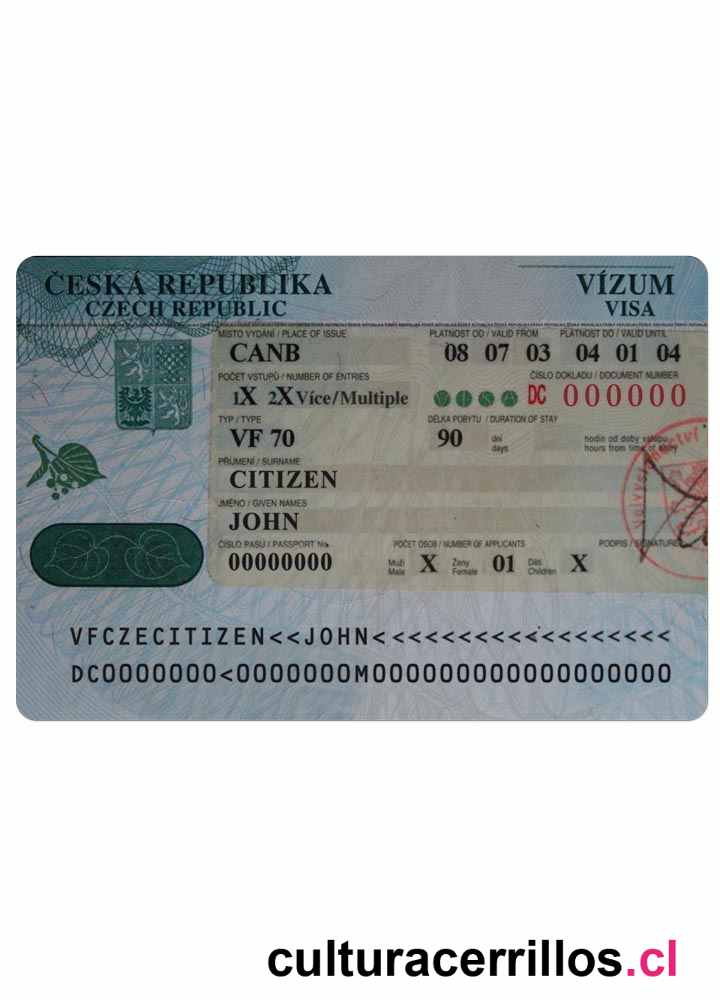 ČESKÁ REPUBLIKA VÍZUM
CZECH REPUBLIC VISA
MÍSTO VYDÁNÍ / PLACE OF ISSUE PLATNOST OD / VALID FROM PLATNOST DO / VALID UNTIL
CANB 08 07 03 04 01 04
POČET VSTUPŮ / NUMBER OF ENTRIES ČÍSLO DOKLADU / DOCUMENT NUMBER
1X 2X Více/Multiple VISA DC 000000
TYP / TYPE DÉLKA POBYTU / DURATION OF STAY
VF 70 90 dní hodin od doby vstupu
days hours from time of entry
PŘIJMENÍ / SURNAME
CITIZEN
JMÉNO / GIVEN NAMES
JOHN
ČÍSLO PASU / PASSPORT No. POČET OSOB / NUMBER OF APPLICANTS PODPIS / SIGNATURE
00000000 Muži X Ženy 01 Děti X
Male Female Children
VFCZECITIZEN<<JOHN<<<<<<<<<<<<<<<<<<
DC0000000<0000000M000000000000000000
culturacerrillos.cl